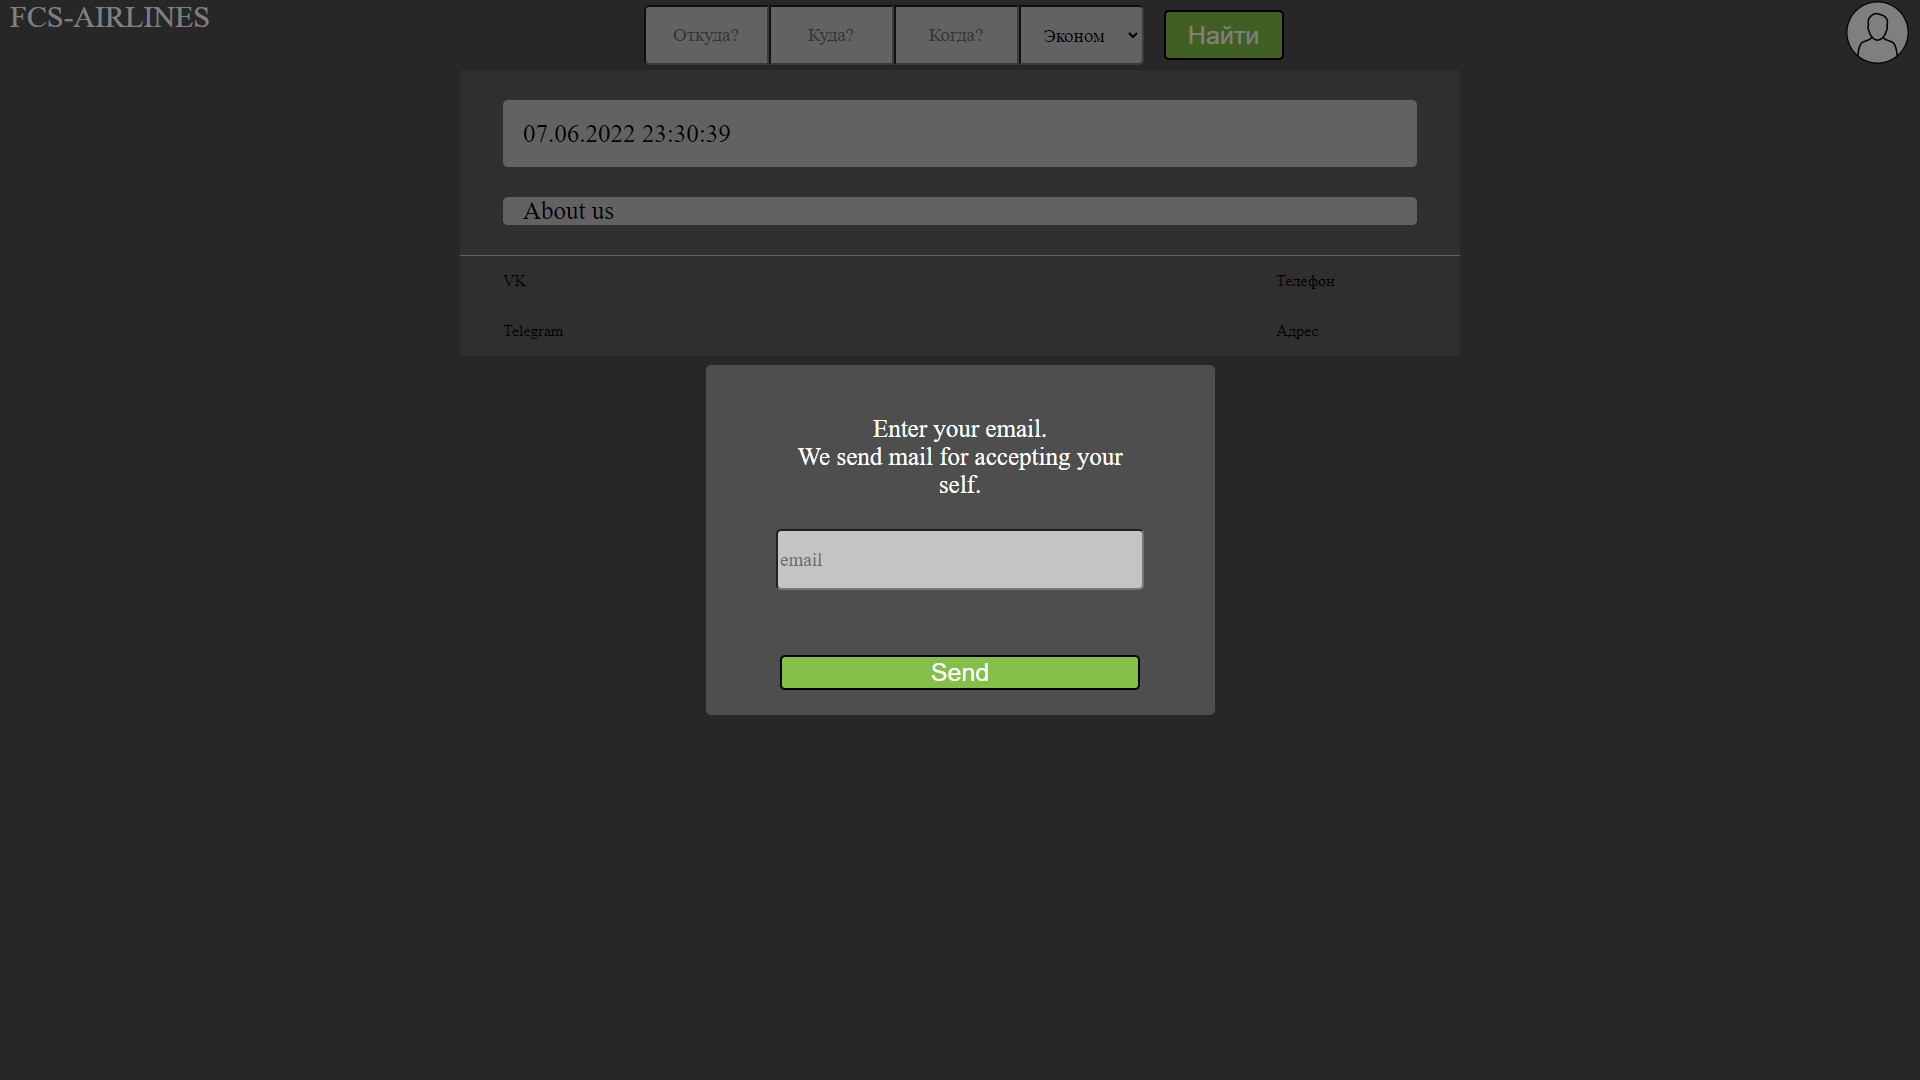 FCS-AIRLINES
Откуда?
Куда?
Когда?
Эконом
Найти
07.06.2022 23:30:39
About us
VK
Телефон
Telegram
Адрес
Enter your email.
We send mail for accepting your
self.
email
Send